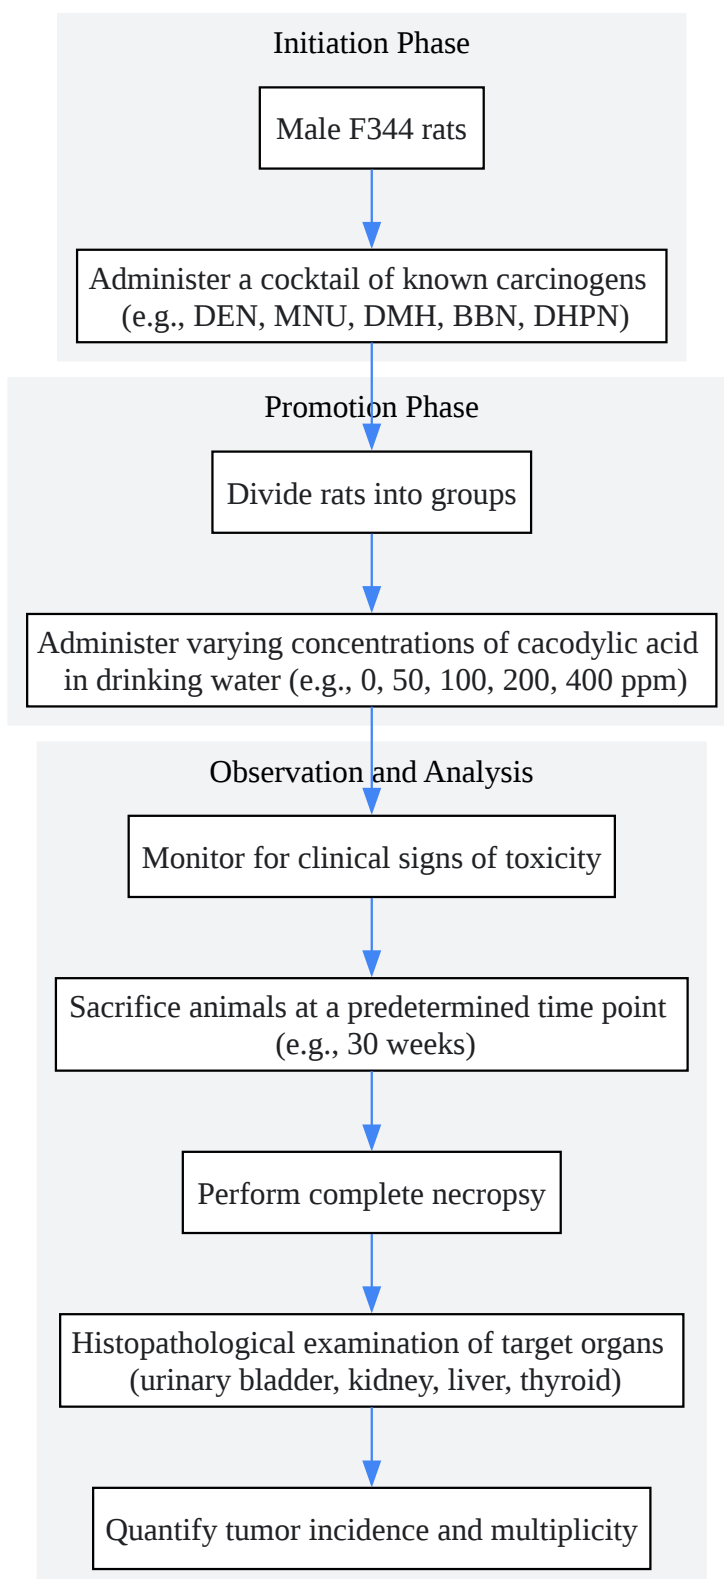 Initiation Phase
Male F344 rats
Administer a cocktail of known carcinogens
(e.g., DEN, MNU, DMH, BBN, DHPN)
Promotion Phase
Divide rats into groups
Administer varying concentrations of cacodylic acid
in drinking water (e.g., 0, 50, 100, 200, 400 ppm)
Observation and Analysis
Monitor for clinical signs of toxicity
Sacrifice animals at a predetermined time point
(e.g., 30 weeks)
Perform complete necropsy
Histopathological examination of target organs
(urinary bladder, kidney, liver, thyroid)
Quantify tumor incidence and multiplicity